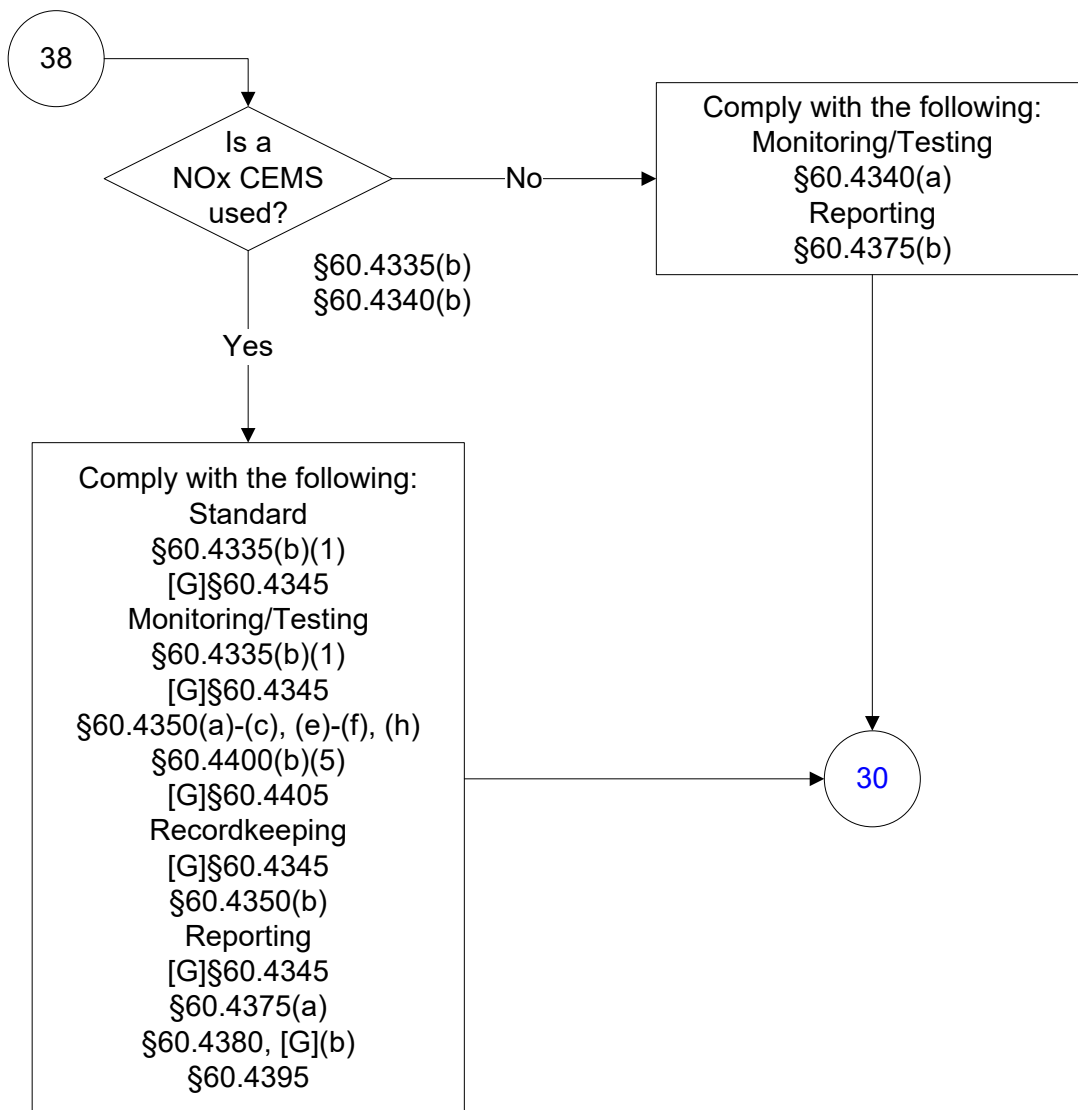 38
Is a
NOx CEMS
used?
No
§60.4335(b)
§60.4340(b)
Yes
Comply with the following:
Monitoring/Testing
§60.4340(a)
Reporting
§60.4375(b)
Comply with the following:
Standard
§60.4335(b)(1)
[G]§60.4345
Monitoring/Testing
§60.4335(b)(1)
[G]§60.4345
§60.4350(a)-(c), (e)-(f), (h)
§60.4400(b)(5)
[G]§60.4405
Recordkeeping
[G]§60.4345
§60.4350(b)
Reporting
[G]§60.4345
§60.4375(a)
§60.4380, [G](b)
§60.4395
30